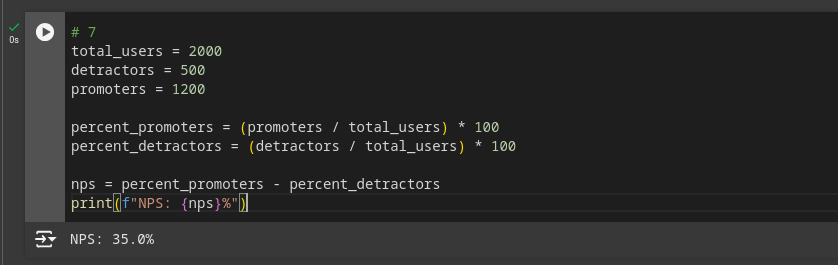 # 7
0s
total_users = 2000
detractors = 500
promoters = 1200
percent_promoters = (promoters / total_users) * 100
percent_detractors = (detractors / total_users) * 100
nps = percent_promoters - percent_detractors
print(f"NPS: {nps}%")
NPS: 35.0%